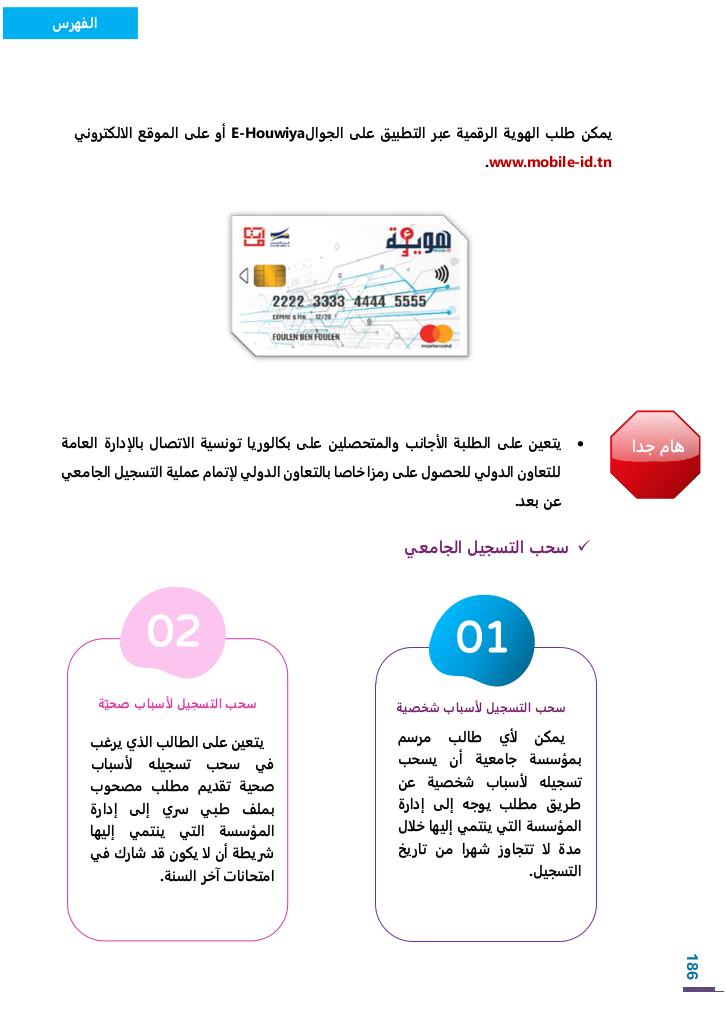 الفهرس
يمكن طلب الهوية الرقمية عبر التطبيق على الجوالE-Houwiya أو على الموقع الالكتروني
www.mobile-id.tn.
هوية
Mobile ID
2222 3333 4444 5555
EXPIRE A FIN 12/20
FOULEN BEN FOULEN
mastercard
هام جدا
• يتعين على الطلبة الأجانب والمتحصلين على بكالوريا تونسية الاتصال بالإدارة العامة
للتعاون الدولي للحصول على رمزا خاصا بالتعاون الدولي لإتمام عملية التسجيل الجامعي
عن بعد.
✓ سحب التسجيل الجامعي
01
سحب التسجيل لأسباب شخصية
يمكن لأي طالب مرسم
بمؤسسة جامعية أن يسحب
تسجيله لأسباب شخصية عن
طريق مطلب يوجه إلى إدارة
المؤسسة التي ينتمي إليها خلال
مدة لا تتجاوز شهرا من تاريخ
التسجيل.
02
سحب التسجيل لأسباب صحيّة
يتعين على الطالب الذي يرغب
في سحب تسجيله لأسباب
صحية تقديم مطلب مصحوب
بملف طبي سري إلى إدارة
المؤسسة التي ينتمي إليها
شريطة أن لا يكون قد شارك في
امتحانات آخر السنة.
186